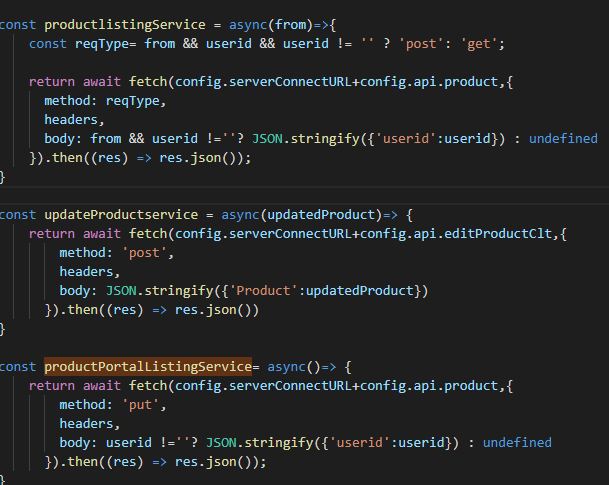 const productlistingService = async(from)=>{
const reqType= from && userid && userid != '' ? 'post': 'get';
return await fetch(config.serverConnectURL+config.api.product,{
method: reqType,
headers,
body: from && userid !=''? JSON.stringify({'userid':userid}) : undefined
}).then((res) => res.json());
}
const updateProductservice = async(updatedProduct)=> {
return await fetch(config.serverConnectURL+config.api.editProductClt,{
method: 'post',
headers,
body: JSON.stringify({'Product':updatedProduct})
}).then((res) => res.json())
}
const productPortalListingService= async()=> {
return await fetch(config.serverConnectURL+config.api.product,{
method: 'put',
headers,
body: userid !=''? JSON.stringify({'userid':userid}) : undefined
}).then((res) => res.json());
}